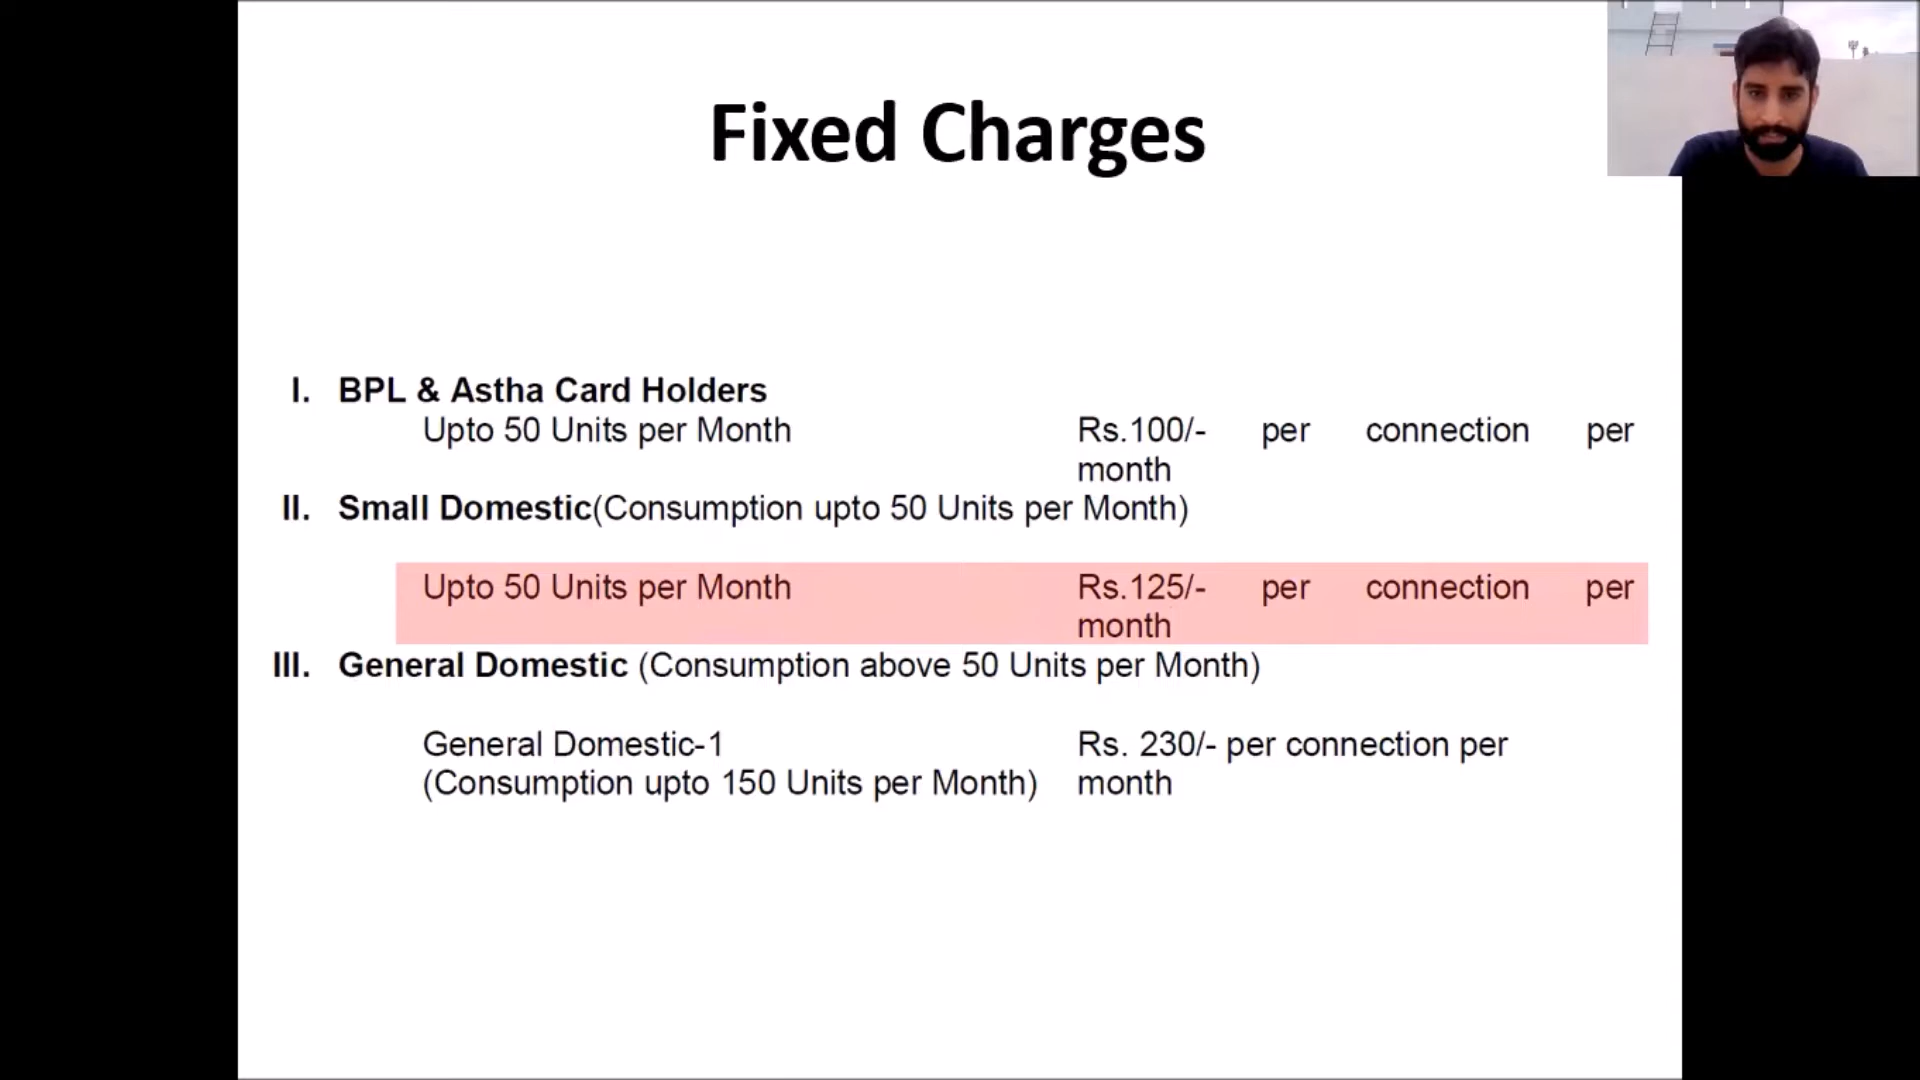 Fixed Charges
I. BPL & Astha Card Holders
Upto 50 Units per Month Rs.100/- per connection per
month
II. Small Domestic(Consumption upto 50 Units per Month)
Upto 50 Units per Month Rs.125/- per connection per
month
III. General Domestic (Consumption above 50 Units per Month)
General Domestic-1 Rs. 230/- per connection per
(Consumption upto 150 Units per Month) month